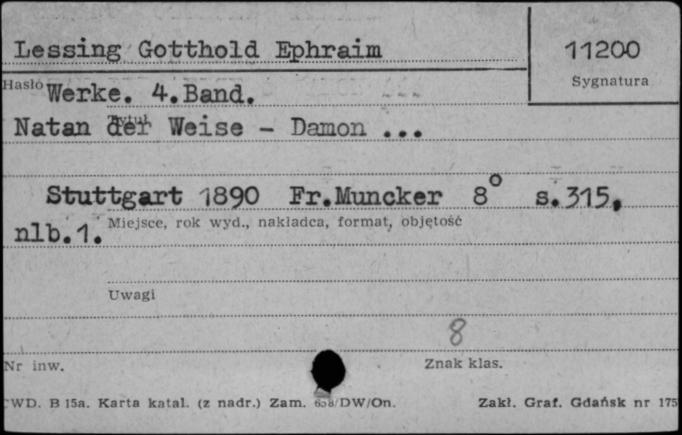 Lessing Gotthold Ephraim
11200
Hasło
Sygnatura
Werke. 4.Band.
Tytuł
Natan der Weise - Damon ...
Stuttgart 1890 Fr.Muncker 8° s.315,
Miejsce, rok wyd., nakładca, format, objętość
nlb.1.
Uwagi
8
Nr inw.
Znak klas.
WD. B 15a. Karta katal. (z nadr.) Zam. /DW/On.
Zakł. Graf. Gdańsk nr 175